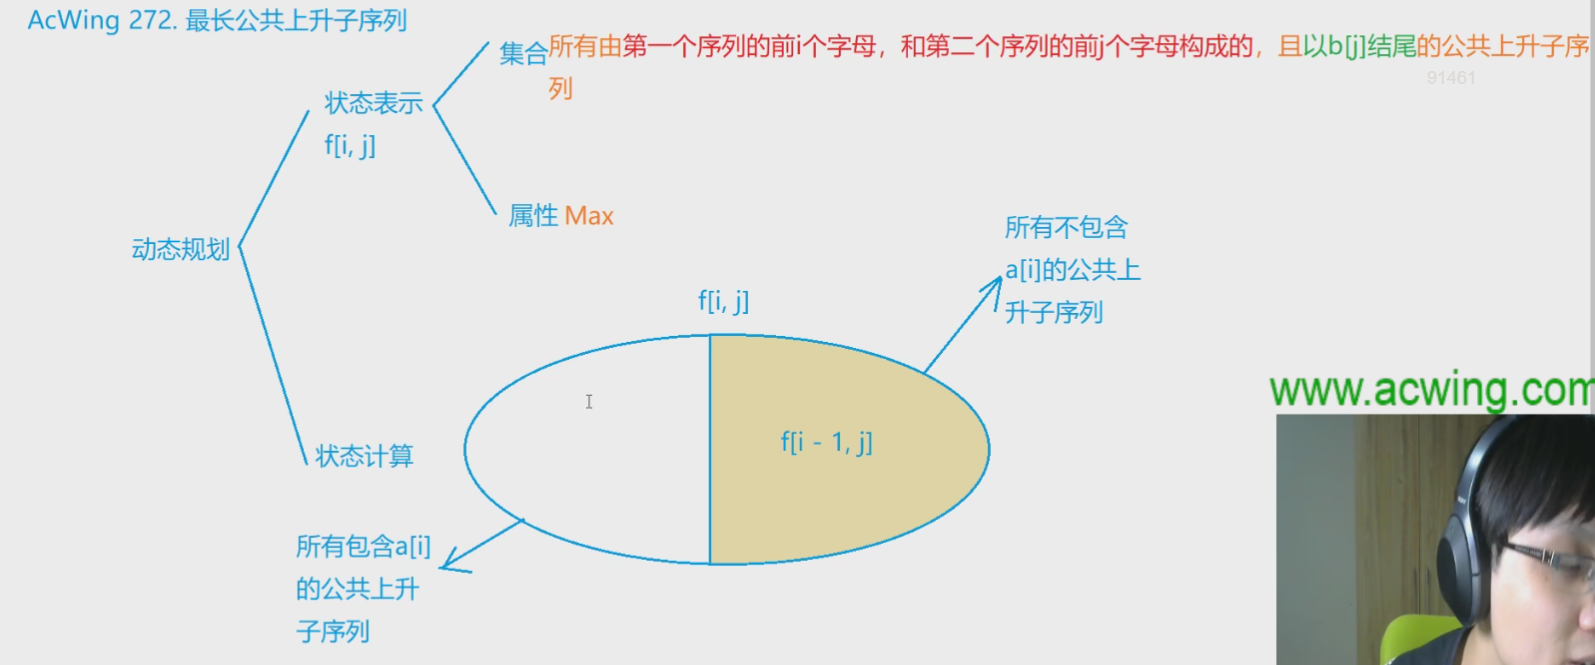 AcWing 272. 最长公共上升子序列
集合所有由第一个序列的前i个字母，和第二个序列的前j个字母构成的，且以b[j]结尾的公共上升子序
列
91461
状态表示
f[i, j]
属性 Max
动态规划
所有不包含
a[i]的公共上
升子序列
f[i, j]
www.acwing.com
f[i - 1, j]
状态计算
所有包含a[i]
的公共上升
子序列